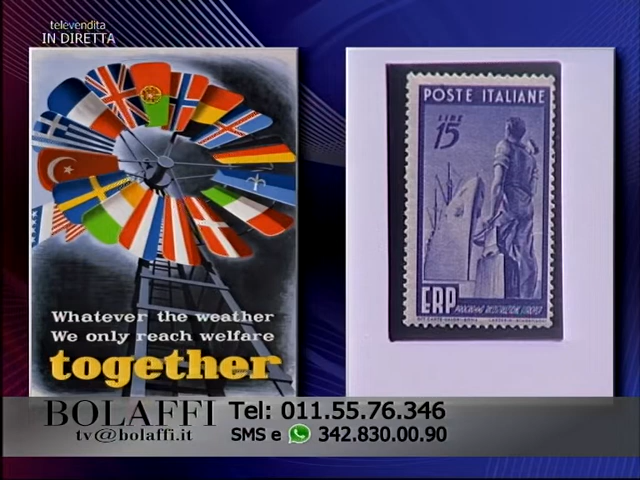 televendita
IN DIRETTA
POSTE ITALIANE
LIRE
15
Whatever the weather
We only reach welfare
together
ERP
BOLAFFI
tv@bolaffi.it
Tel: 011.55.76.346
SMS e 342.830.00.90